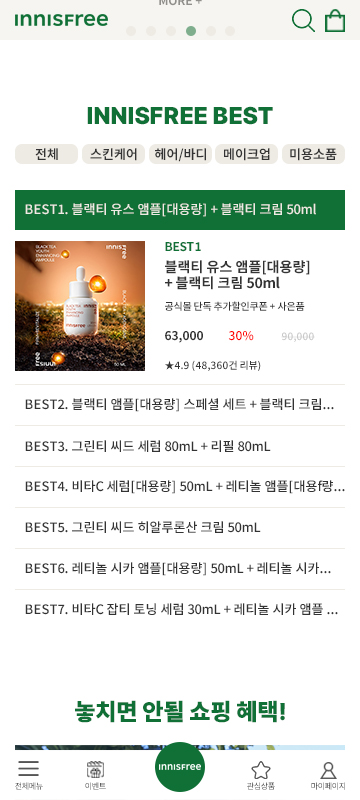 MORE +
innisfree
INNISFREE BEST
전체
스킨케어
헤어/바디
메이크업
미용소품
BEST1. 블랙티 유스 앰플[대용량] + 블랙티 크림 50ml
BLACK TEA
YOUTH
ENHANCING
AMPOULE
innisfree
innisfree
30 ML
BEST1
블랙티 유스 앰플[대용량]
+ 블랙티 크림 50ml
공식몰 단독 추가할인쿠폰 + 사은품
63,000
30%
90,000
★4.9 (48,360건 리뷰)
BEST2. 블랙티 앰플[대용량] 스페셜 세트 + 블랙티 크림...
BEST3. 그린티 씨드 세럼 80mL + 리필 80mL
BEST4. 비타C 세럼[대용량] 50mL + 레티놀 앰플[대용f량...
BEST5. 그린티 씨드 히알루론산 크림 50mL
BEST6. 레티놀 시카 앰플[대용량] 50mL + 레티놀 시카...
BEST7. 비타C 잡티 토닝 세럼 30mL + 레티놀 시카 앰플 ...
놓치면 안될 쇼핑 혜택!
전체메뉴
이벤트
innisfree
관심상품
마이페이지